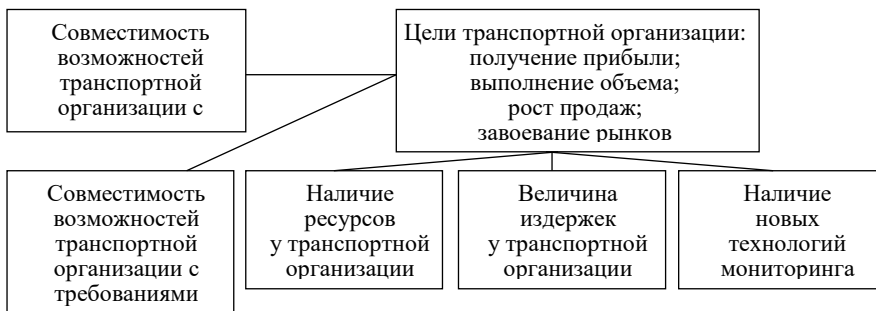 Совместимость
возможностей
транспортной
организации с
Цели транспортной организации:
получение прибыли;
выполнение объема;
рост продаж;
завоевание рынков
Совместимость
возможностей
транспортной
организации с
требованиями
Наличие
ресурсов
у транспортной
организации
Величина
издержек
у транспортной
организации
Наличие
новых
технологий
мониторинга